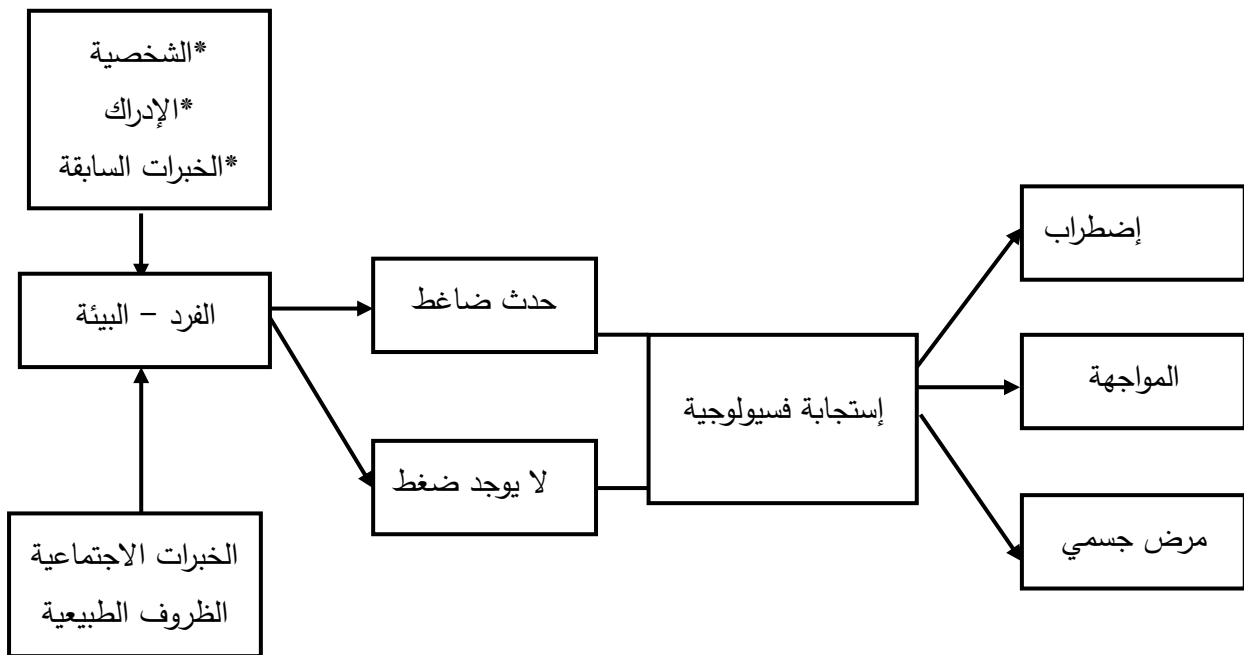 *الشخصية
*الإدراك
*الخبرات السابقة
الفرد – البيئة
الخبرات الاجتماعية
الظروف الطبيعية
حدث ضاغط
لا يوجد ضغط
إستجابة فسيولوجية
إضطراب
المواجهة
مرض جسمي